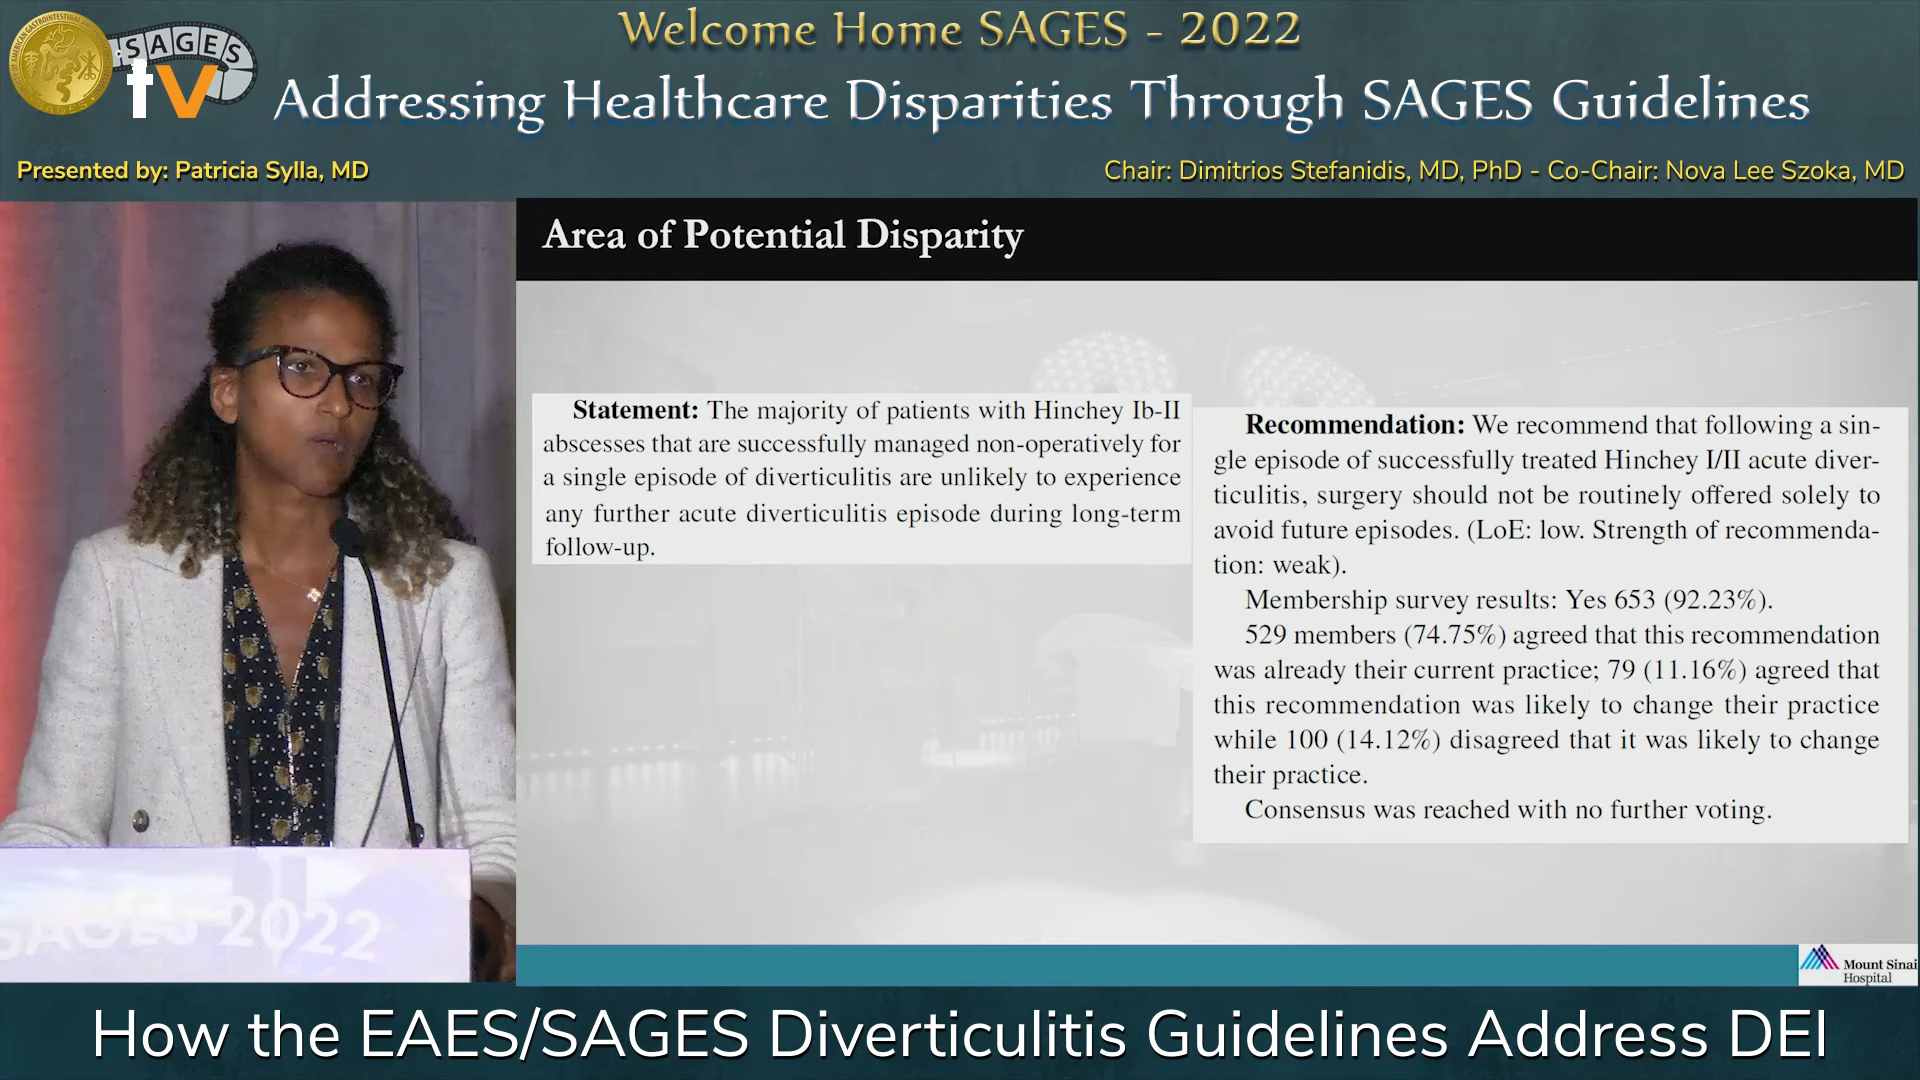 Welcome Home SAGES - 2022
SAGES
tv
Addressing Healthcare Disparities Through SAGES Guidelines
Presented by: Patricia Sylla, MD
Chair: Dimitrios Stefanidis, MD, PhD - Co-Chair: Nova Lee Szoka, MD
Area of Potential Disparity
Statement: The majority of patients with Hinchey Ib-II
abscesses that are successfully managed non-operatively for
a single episode of diverticulitis are unlikely to experience
any further acute diverticulitis episode during long-term
follow-up.
Recommendation: We recommend that following a sin-
gle episode of successfully treated Hinchey I/II acute diver-
ticulitis, surgery should not be routinely offered solely to
avoid future episodes. (LoE: low. Strength of recommenda-
tion: weak).
Membership survey results: Yes 653 (92.23%).
529 members (74.75%) agreed that this recommendation
was already their current practice; 79 (11.16%) agreed that
this recommendation was likely to change their practice
while 100 (14.12%) disagreed that it was likely to change
their practice.
Consensus was reached with no further voting.
SAGES 2022
Mount Sinai
Hospital
How the EAES/SAGES Diverticulitis Guidelines Address DEI